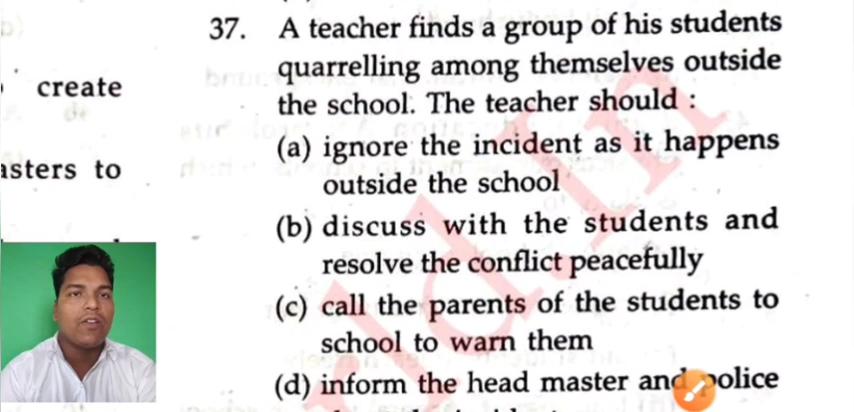 create
asters to
37. A teacher finds a group of his students
quarrelling among themselves outside
the school. The teacher should :
(a) ignore the incident as it happens
outside the school
(b) discuss with the students and
resolve the conflict peacefully
(c) call the parents of the students to
school to warn them
(d) inform the head master and police